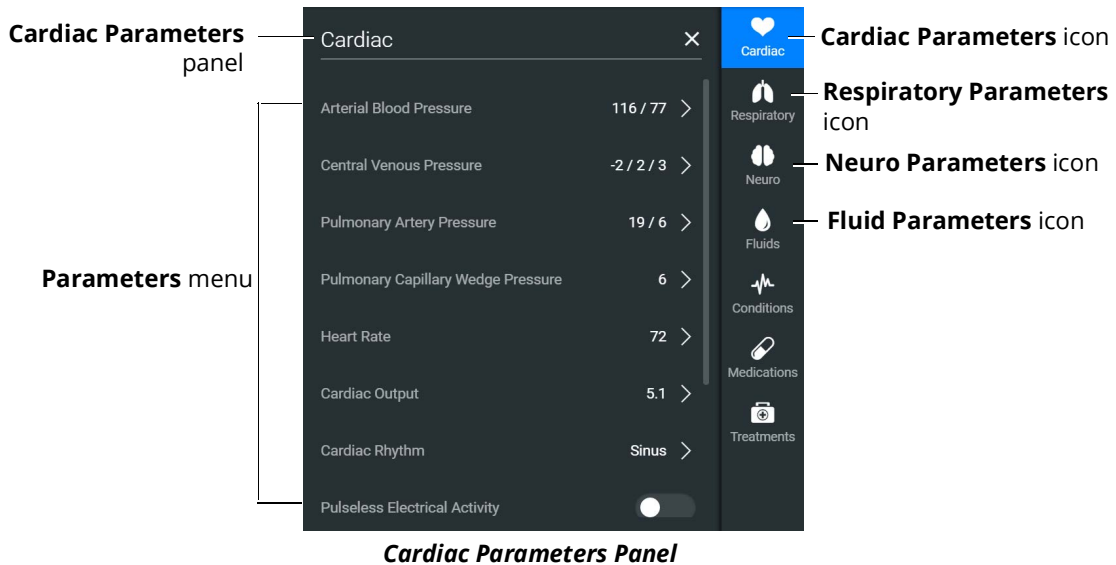 Cardiac Parameters
panel
Parameters menu
Cardiac
Arterial Blood Pressure 116 / 77
Central Venous Pressure -2 / 2 / 3
Pulmonary Artery Pressure 19 / 6
Pulmonary Capillary Wedge Pressure 6
Heart Rate 72
Cardiac Output 5.1
Cardiac Rhythm Sinus
Pulseless Electrical Activity
Cardiac
Respiratory
Neuro
Fluids
Conditions
Medications
Treatments
Cardiac Parameters icon
Respiratory Parameters
icon
Neuro Parameters icon
Fluid Parameters icon
Cardiac Parameters Panel